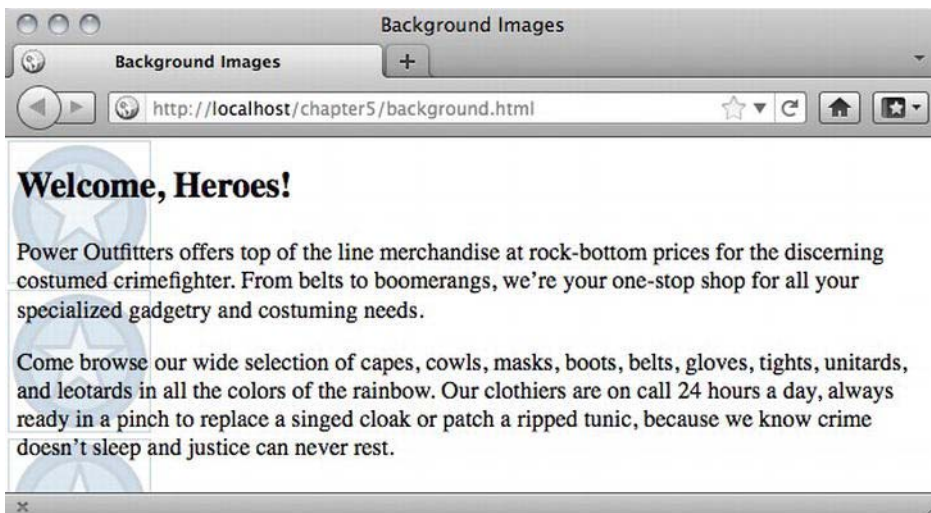 Background Images
Background Images
http://localhost/chapter5/background.html
Welcome, Heroes!
Power Outfitters offers top of the line merchandise at rock-bottom prices for the discerning
costumed crimefighter. From belts to boomerangs, we’re your one-stop shop for all your
specialized gadgetry and costuming needs.
Come browse our wide selection of capes, cowls, masks, boots, belts, gloves, tights, unitards,
and leotards in all the colors of the rainbow. Our clothiers are on call 24 hours a day, always
ready in a pinch to replace a singed cloak or patch a ripped tunic, because we know crime
doesn’t sleep and justice can never rest.